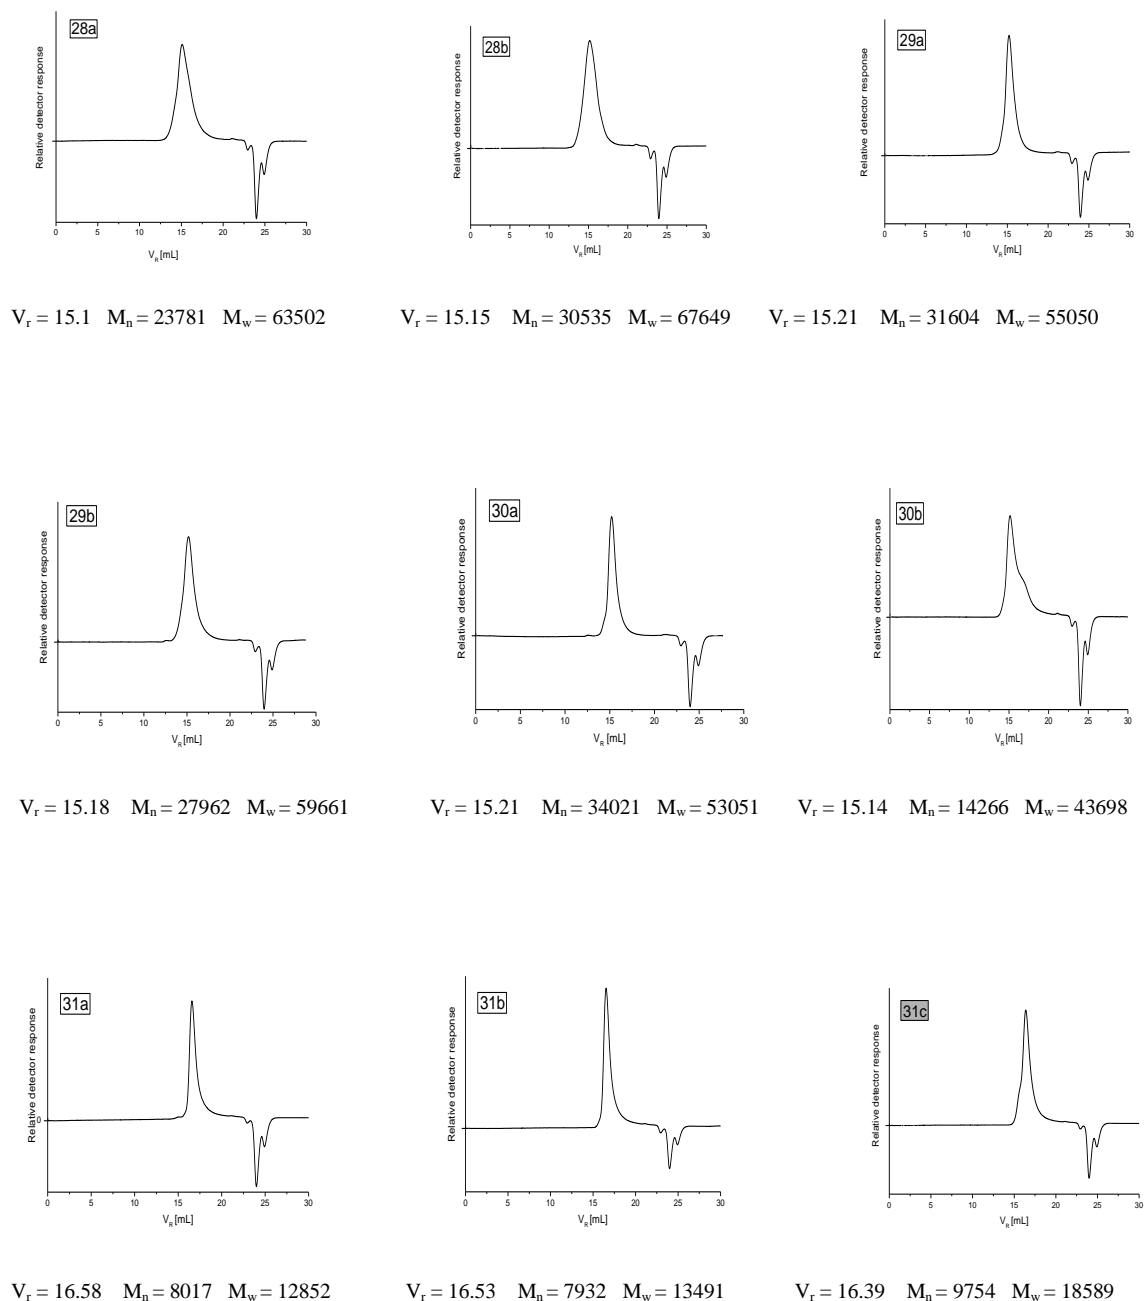 28a
Relative detector response
0 5 10 15 20 25 30
V_R [mL]
28b
Relative detector response
0 5 10 15 20 25 30
V_R [mL]
29a
Relative detector response
0 5 10 15 20 25 30
V_R [mL]
V_r = 15.1 M_n = 23781 M_w = 63502
V_r = 15.15 M_n = 30535 M_w = 67649
V_r = 15.21 M_n = 31604 M_w = 55050
29b
Relative detector response
0 5 10 15 20 25 30
V_R [mL]
30a
Relative detector response
0 5 10 15 20 25 30
V_R [mL]
30b
Relative detector response
0 5 10 15 20 25 30
V_R [mL]
V_r = 15.18 M_n = 27962 M_w = 59661
V_r = 15.21 M_n = 34021 M_w = 53051
V_r = 15.14 M_n = 14266 M_w = 43698
31a
Relative detector response
0
0 5 10 15 20 25 30
V_R [mL]
31b
Relative detector response
0 5 10 15 20 25 30
V_R [mL]
31c
Relative detector response
0 5 10 15 20 25 30
V_R [mL]
V_r = 16.58 M_n = 8017 M_w = 12852
V_r = 16.53 M_n = 7932 M_w = 13491
V_r = 16.39 M_n = 9754 M_w = 18589